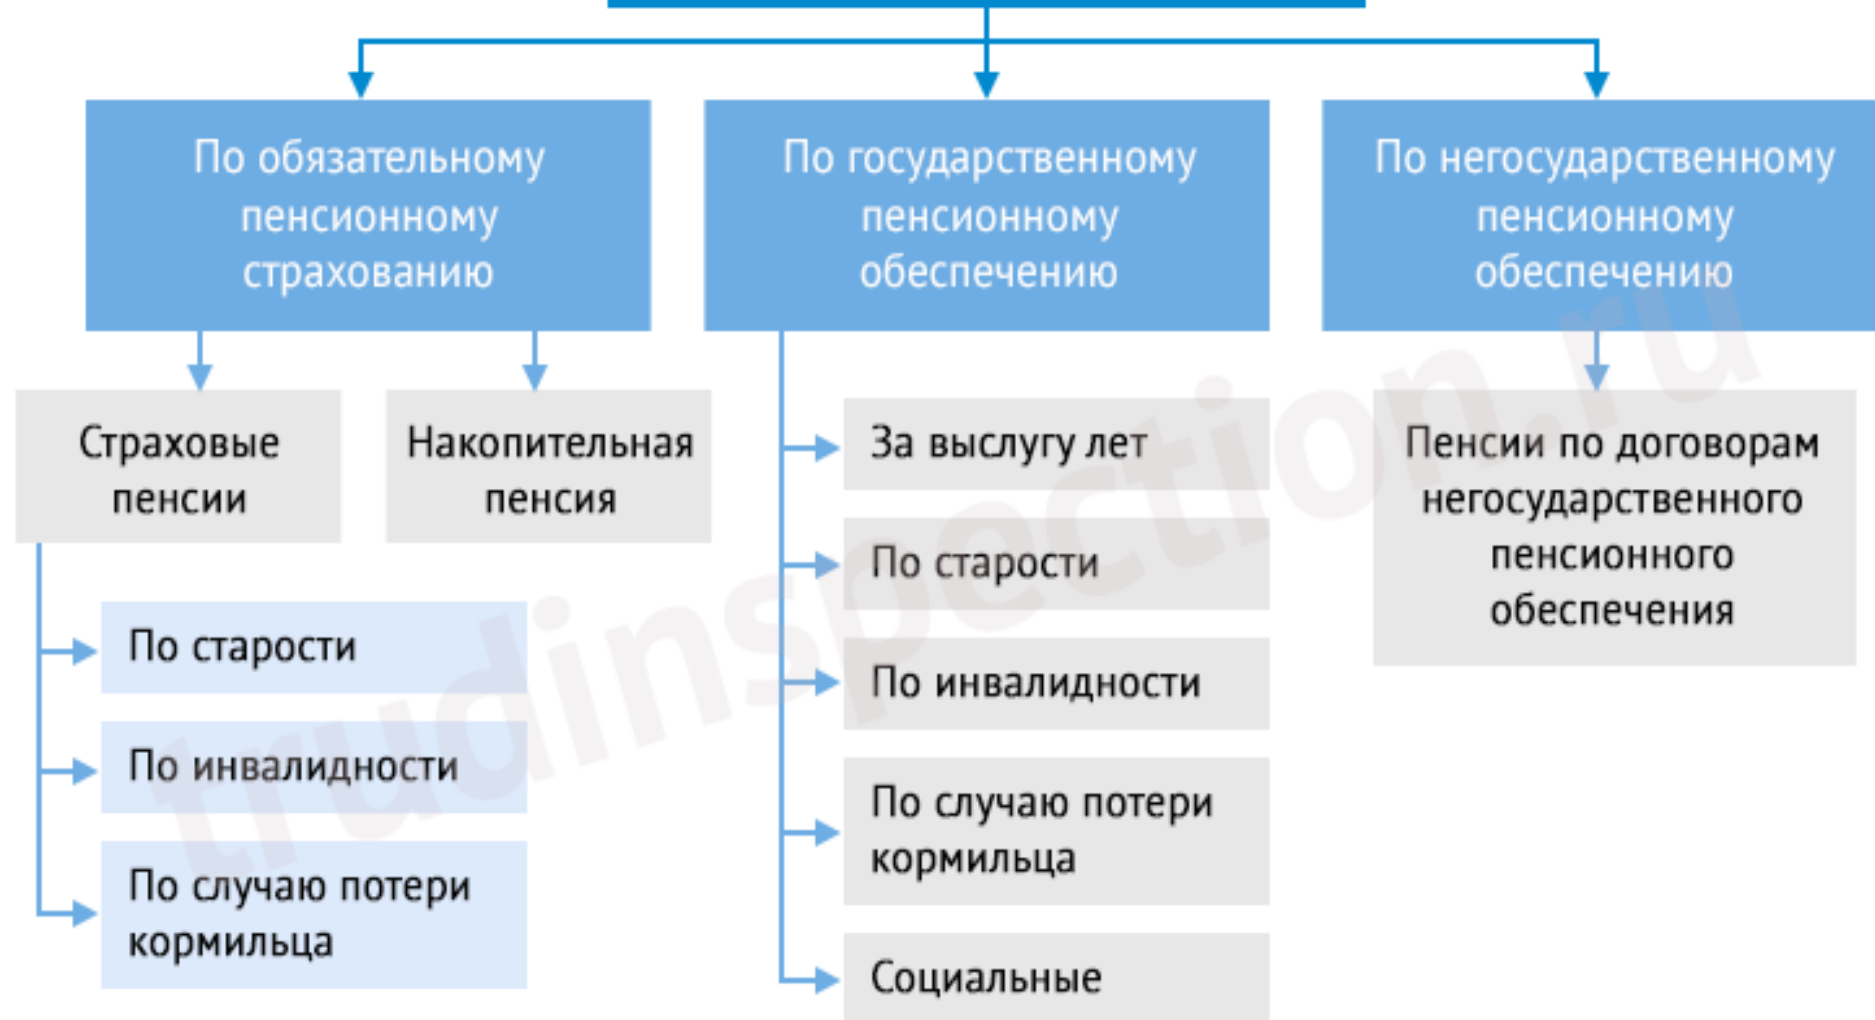 По обязательному
пенсионному
страхованию
По государственному
пенсионному
обеспечению
По негосударственному
пенсионному
обеспечению
Страховые
пенсии
Накопительная
пенсия
По старости
По инвалидности
По случаю потери
кормильца
За выслугу лет
По старости
По инвалидности
По случаю потери
кормильца
Социальные
Пенсии по договорам
негосударственного
пенсионного
обеспечения
trudinspection.ru